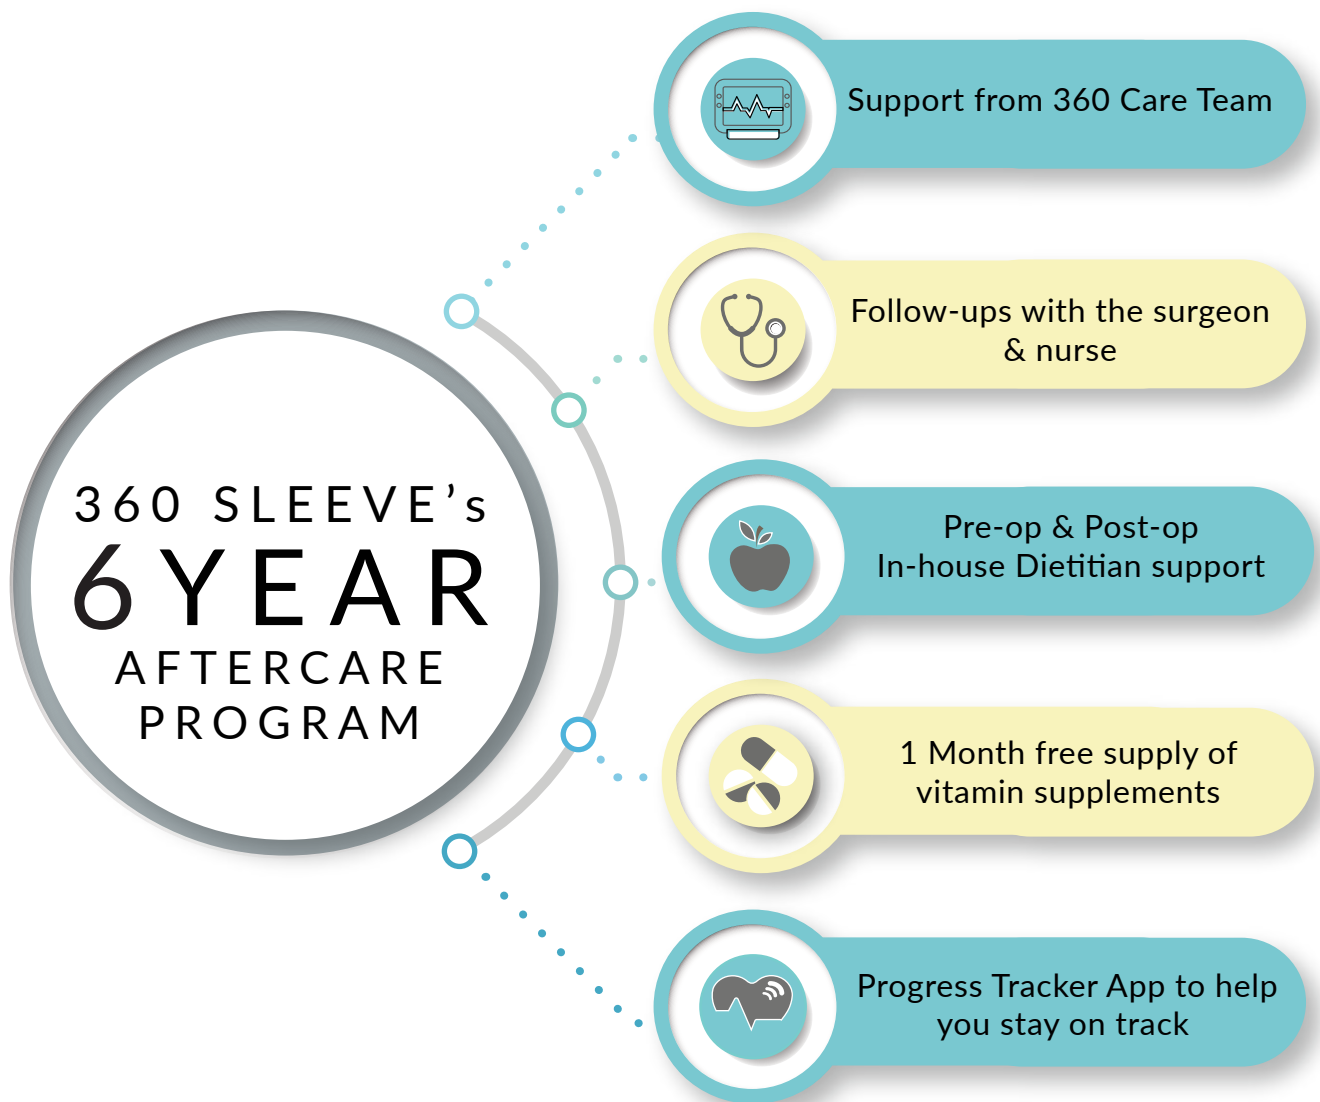 360 SLEEVE’s
6 YEAR
AFTERCARE
PROGRAM
Support from 360 Care Team
Follow-ups with the surgeon
& nurse
Pre-op & Post-op
In-house Dietitian support
1 Month free supply of
vitamin supplements
Progress Tracker App to help
you stay on track